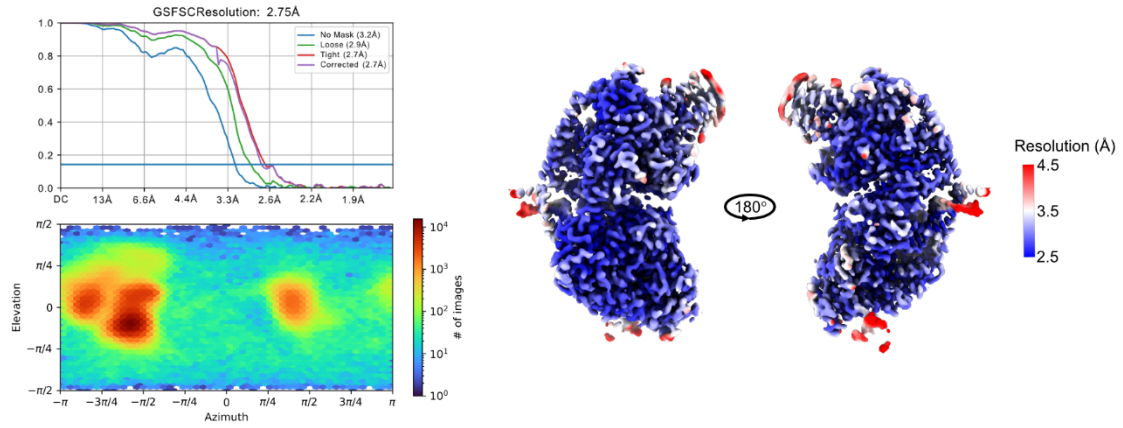 GSFSCResolution: 2.75Å
1.0
0.8
0.6
0.4
0.2
0.0
No Mask (3.2Å)
Loose (2.9Å)
Tight (2.7Å)
Corrected (2.7Å)
DC 13Å 6.6Å 4.4Å 3.3Å 2.6Å 2.2Å 1.9Å
π/2
π/4
0
−π/4
−π/2
Elevation
−π −3π/4 −π/2 −π/4 0 π/4 π/2 3π/4 π
Azimuth
10⁴
10³
10²
10¹
10⁰
# of images
180°
Resolution (Å)
4.5
3.5
2.5